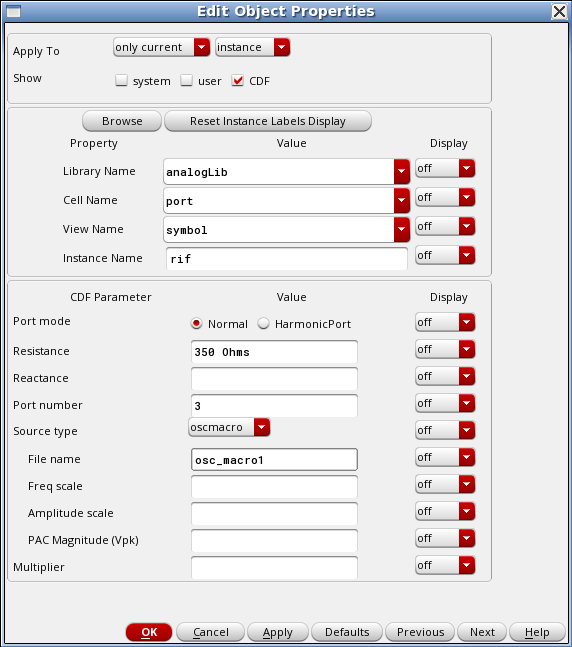 Edit Object Properties
Apply To only current instance
Show system user CDF
Browse Reset Instance Labels Display
Property Value Display
Library Name analogLib off
Cell Name port off
View Name symbol off
Instance Name rif off
CDF Parameter Value Display
Port mode Normal HarmonicPort off
Resistance 350 Ohms off
Reactance off
Port number 3 off
Source type oscmacro off
File name osc_macro1 off
Freq scale off
Amplitude scale off
PAC Magnitude (Vpk) off
Multiplier off
OK Cancel Apply Defaults Previous Next Help